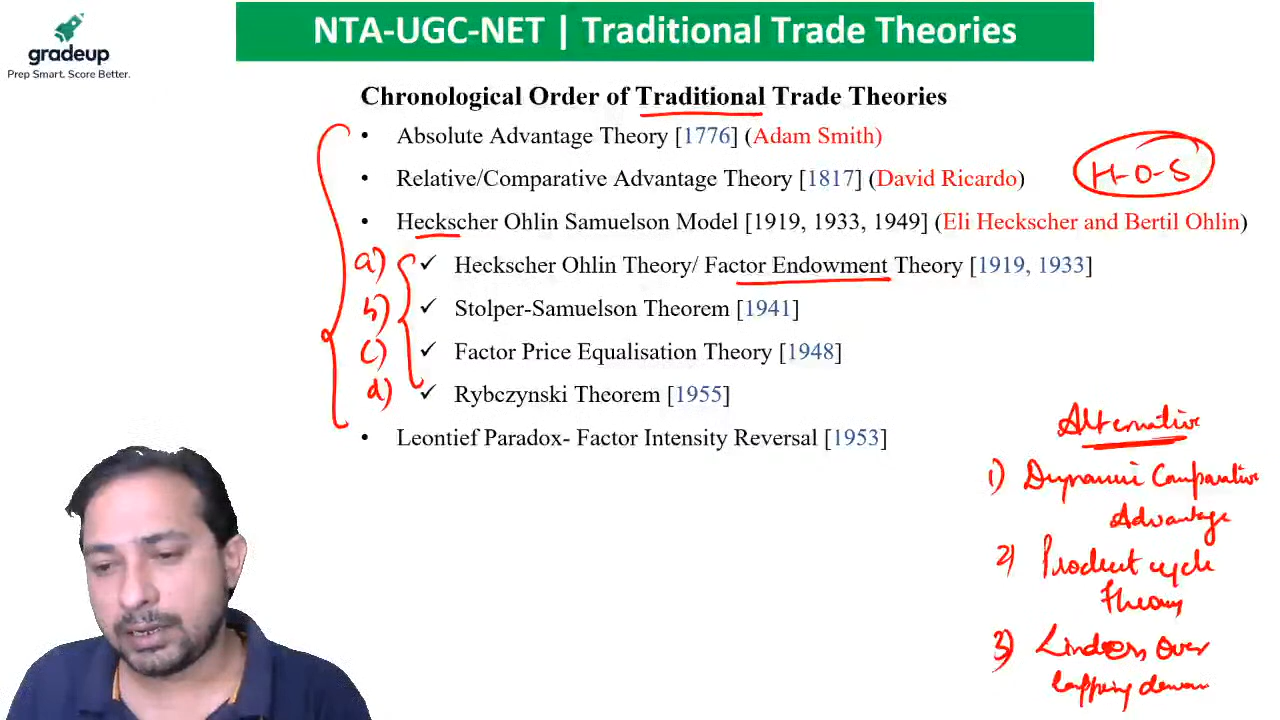 gradeup
Prep Smart. Score Better.
NTA-UGC-NET | Traditional Trade Theories
Chronological Order of Traditional Trade Theories
• Absolute Advantage Theory [1776] (Adam Smith)
• Relative/Comparative Advantage Theory [1817] (David Ricardo)
H-O-S
• Heckscher Ohlin Samuelson Model [1919, 1933, 1949] (Eli Heckscher and Bertil Ohlin)
a) ✓ Heckscher Ohlin Theory/ Factor Endowment Theory [1919, 1933]
b) ✓ Stolper-Samuelson Theorem [1941]
c) ✓ Factor Price Equalisation Theory [1948]
d) ✓ Rybczynski Theorem [1955]
• Leontief Paradox- Factor Intensity Reversal [1953]
Alternative
1) Dynamic Comparative
Advantage
2) Product cycle
Theory
3) Linders Over
lapping deman